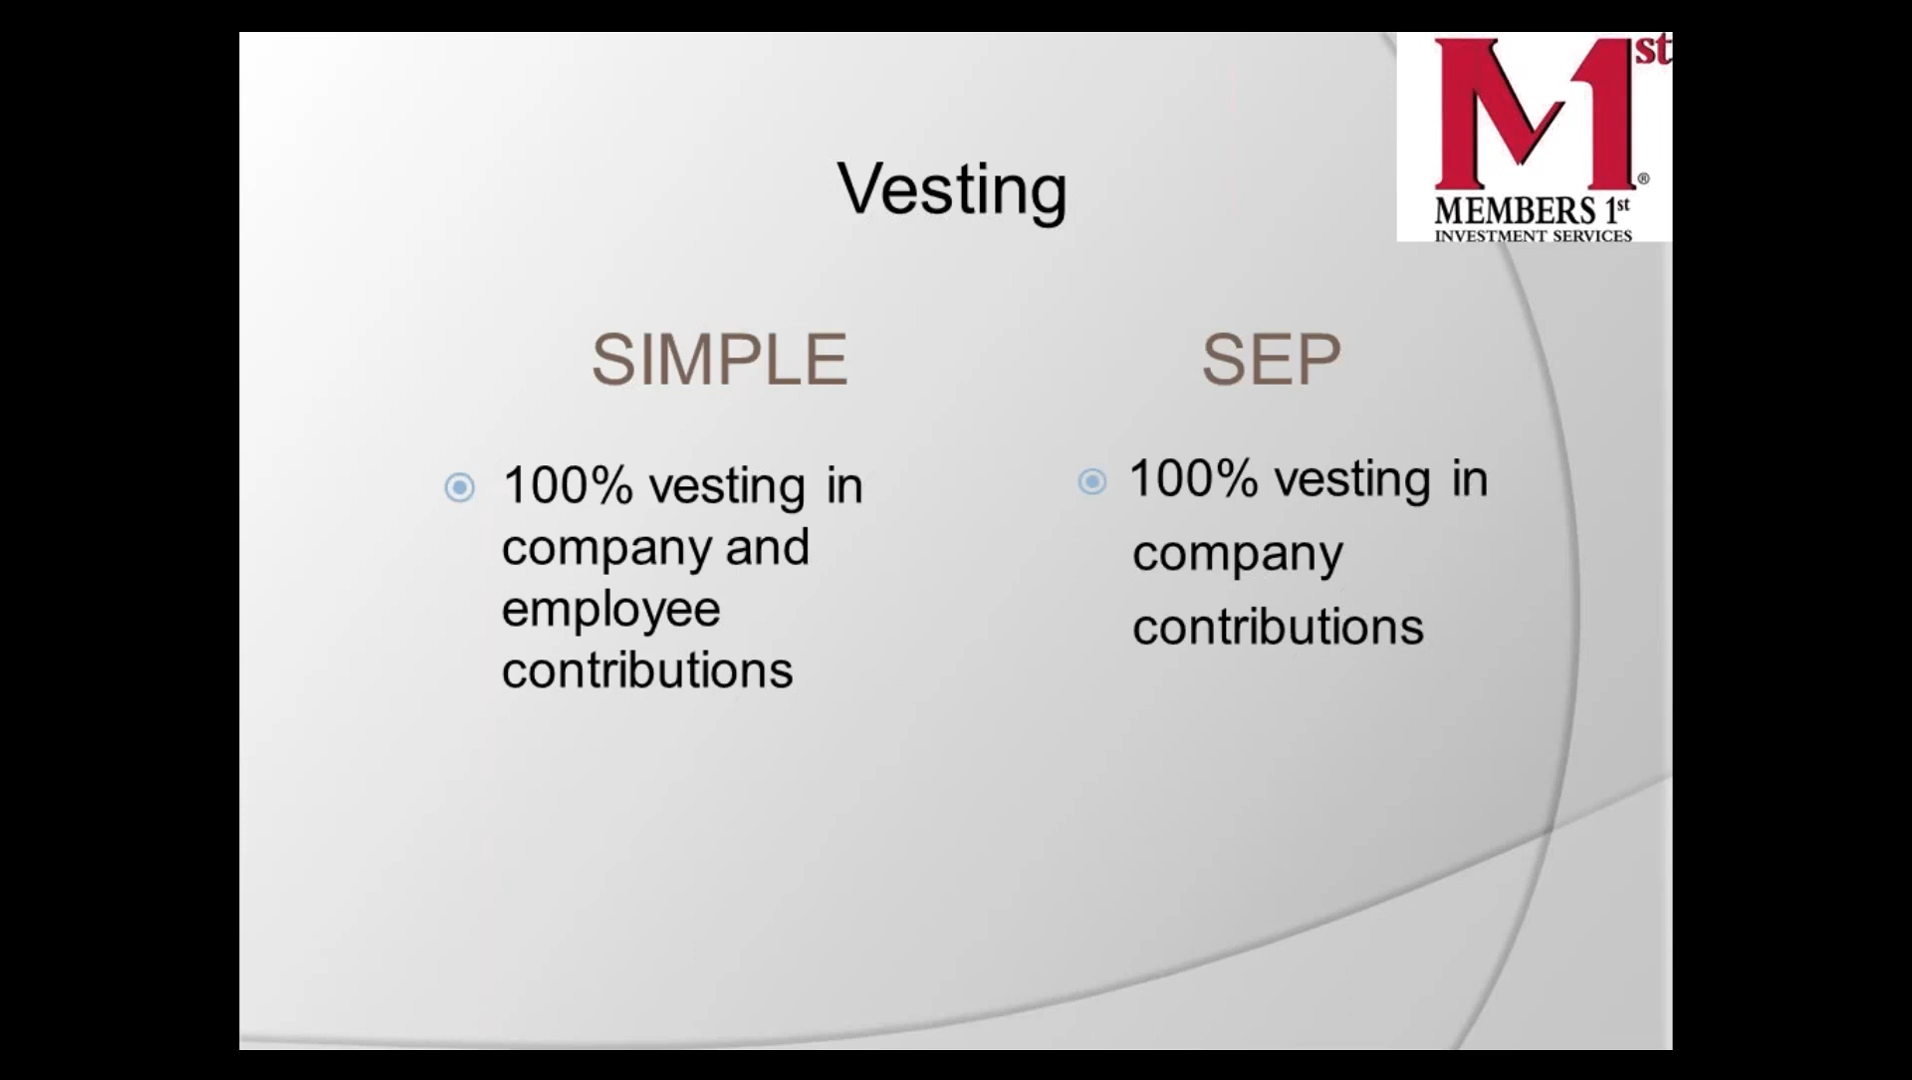 M1st
®
MEMBERS 1st
INVESTMENT SERVICES
Vesting
SIMPLE
100% vesting in
company and
employee
contributions
SEP
100% vesting in
company
contributions